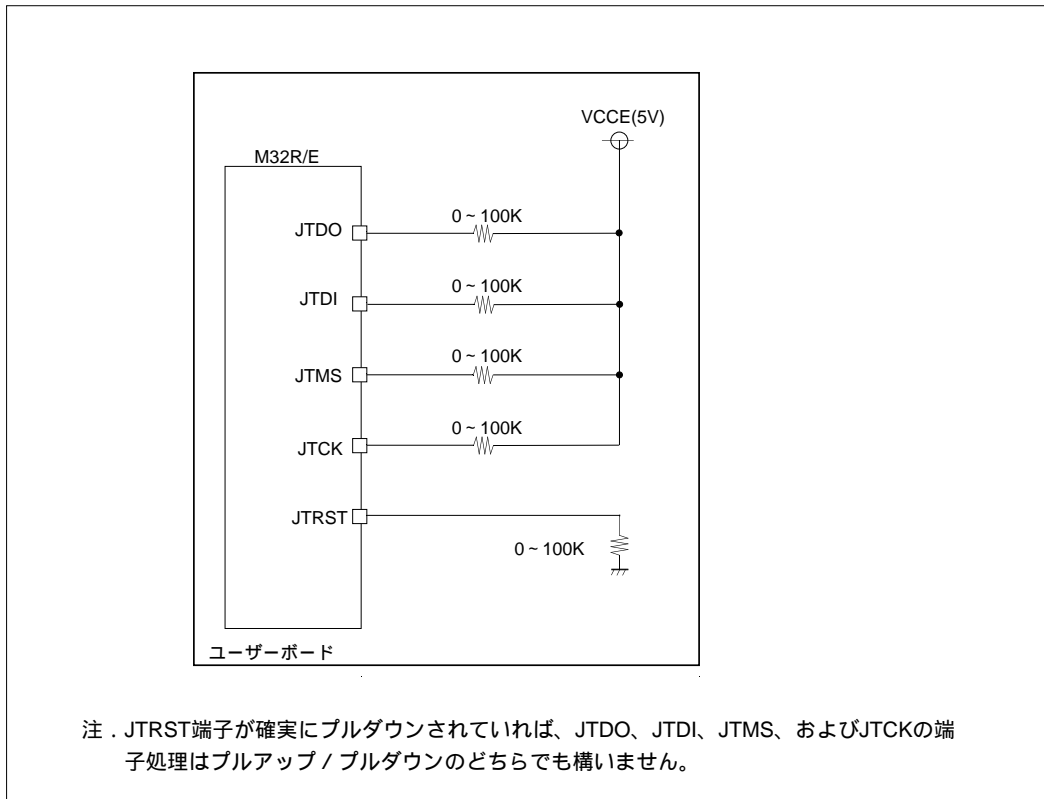 VCCE(5V)
M32R/E
0 ~ 100K
JTDO
0 ~ 100K
JTDI
0 ~ 100K
JTMS
0 ~ 100K
JTCK
JTRST
0 ~ 100K
ユーザーボード
注 . JTRST端子が確実にプルダウンされていれば、JTDO、JTDI、JTMS、およびJTCKの端
子処理はプルアップ / プルダウンのどちらでも構いません。